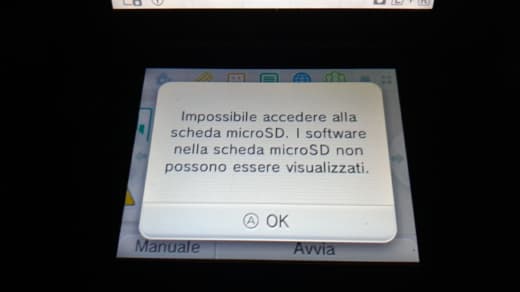 Impossibile accedere alla
scheda microSD. I software
nella scheda microSD non
possono essere visualizzati.
Ⓐ OK
Manuale
Avvia